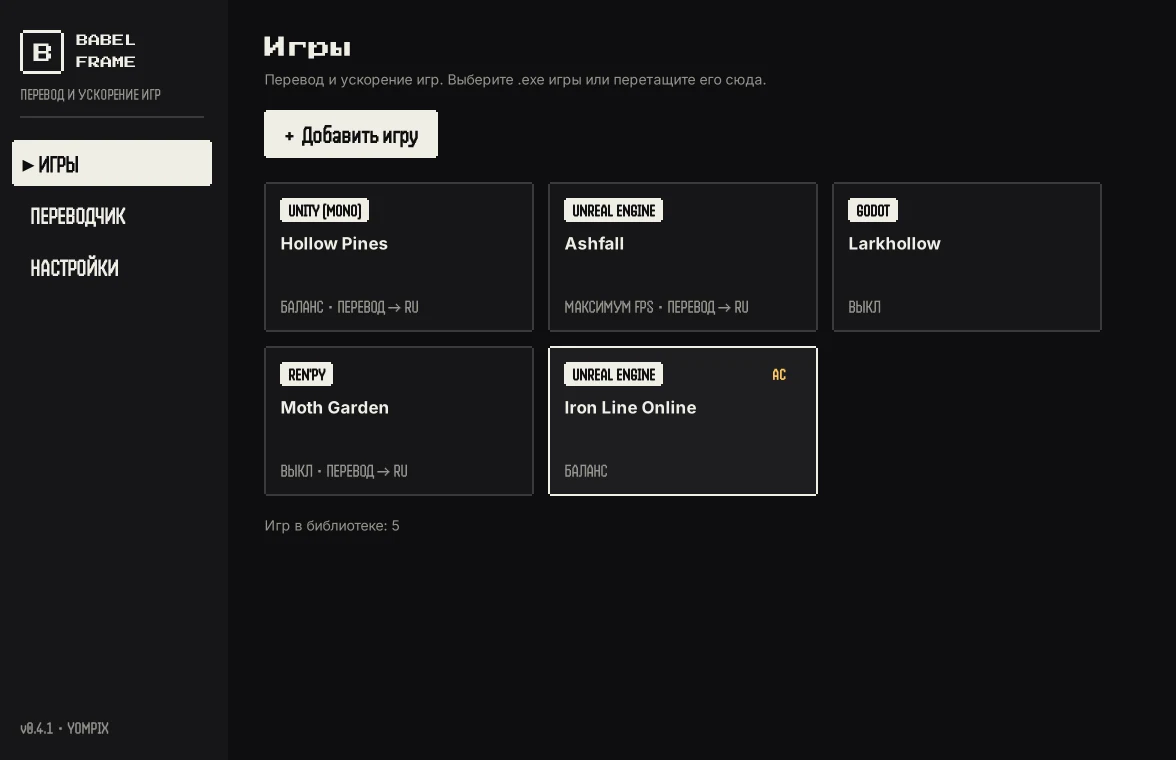 B
BABEL
FRAME
ПЕРЕВОД И УСКОРЕНИЕ ИГР
▶ ИГРЫ
ПЕРЕВОДЧИК
НАСТРОЙКИ
v0.4.1 · YOMPIX
Игры
Перевод и ускорение игр. Выберите .exe игры или перетащите его сюда.
+ Добавить игру
UNITY [MONO]
Hollow Pines
БАЛАНС · ПЕРЕВОД → RU
UNREAL ENGINE
Ashfall
МАКСИМУМ FPS · ПЕРЕВОД → RU
GODOT
Larkhollow
ВЫКЛ
REN'PY
Moth Garden
ВЫКЛ · ПЕРЕВОД → RU
UNREAL ENGINE
AC
Iron Line Online
БАЛАНС
Игр в библиотеке: 5